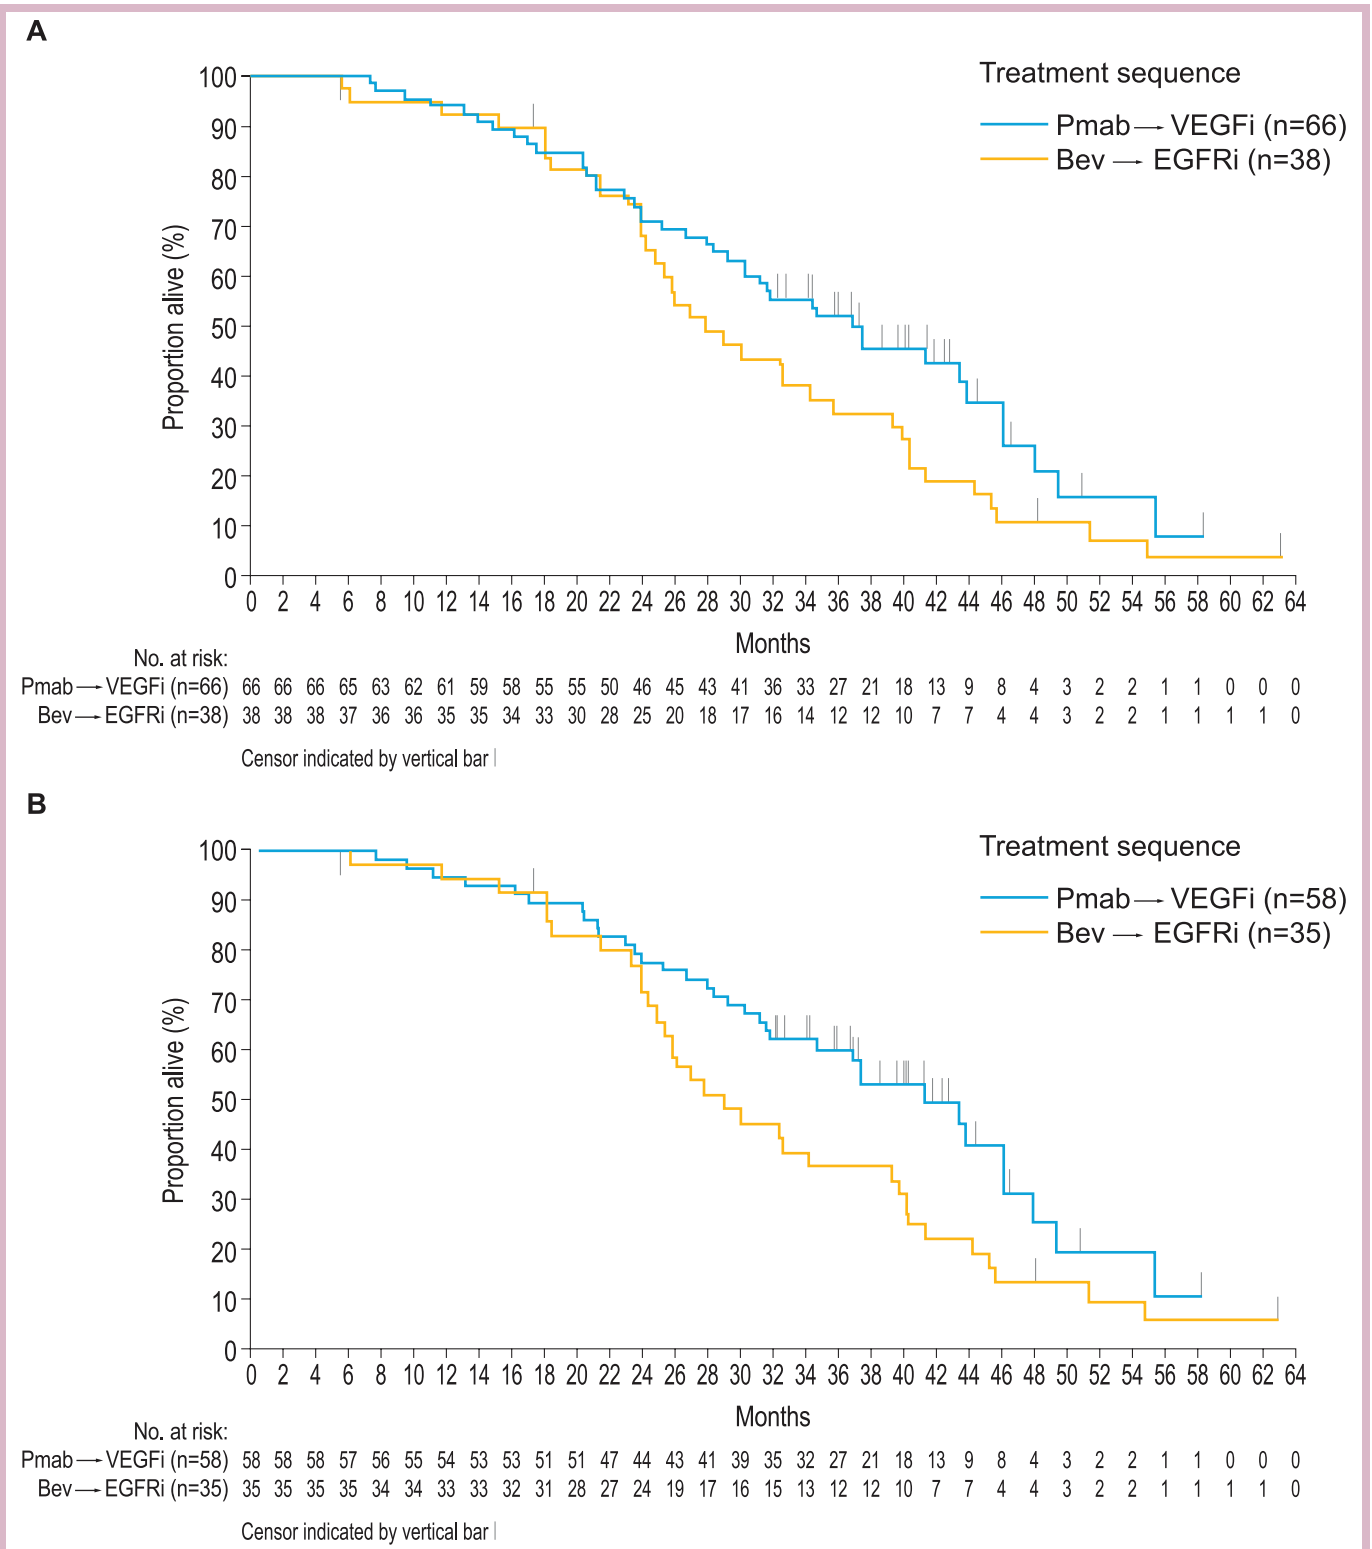 A
Treatment sequence
Pmab → VEGFi (n=66)
Bev → EGFRi (n=38)
Proportion alive (%)
100
90
80
70
60
50
40
30
20
10
0
0 2 4 6 8 10 12 14 16 18 20 22 24 26 28 30 32 34 36 38 40 42 44 46 48 50 52 54 56 58 60 62 64
Months
No. at risk:
Pmab → VEGFi (n=66) 66 66 66 65 63 62 61 59 58 55 55 50 46 45 43 41 36 33 27 21 18 13 9 8 4 3 2 2 1 1 0 0 0
Bev → EGFRi (n=38) 38 38 38 37 36 36 35 35 34 33 30 28 25 20 18 17 16 14 12 12 10 7 7 4 4 3 2 2 1 1 1 1 0
Censor indicated by vertical bar |
B
Treatment sequence
Pmab → VEGFi (n=58)
Bev → EGFRi (n=35)
Proportion alive (%)
100
90
80
70
60
50
40
30
20
10
0
0 2 4 6 8 10 12 14 16 18 20 22 24 26 28 30 32 34 36 38 40 42 44 46 48 50 52 54 56 58 60 62 64
Months
No. at risk:
Pmab → VEGFi (n=58) 58 58 58 57 56 55 54 53 53 51 51 47 44 43 41 39 35 32 27 21 18 13 9 8 4 3 2 2 1 1 0 0 0
Bev → EGFRi (n=35) 35 35 35 35 34 34 33 33 32 31 28 27 24 19 17 16 15 13 12 12 10 7 7 4 4 3 2 2 1 1 1 1 0
Censor indicated by vertical bar |